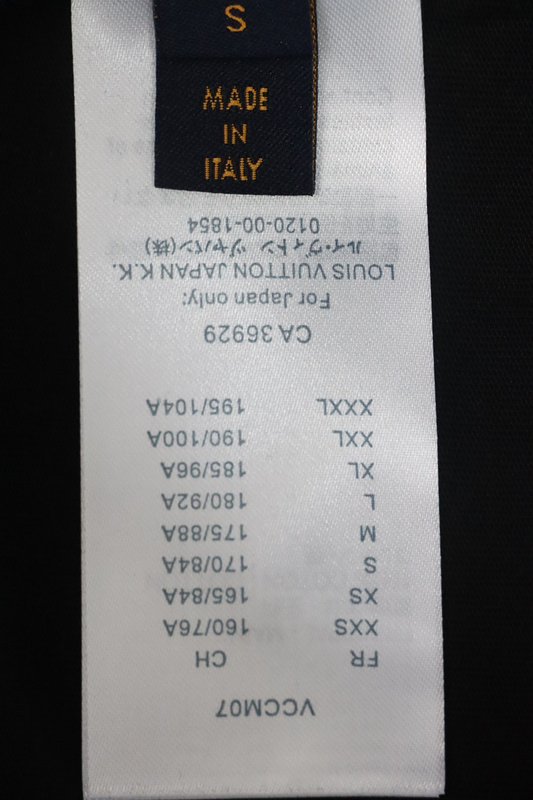 S
MADE
IN
ITALY
VCCM07
FR CH
XXS 160/76A
XS 165/84A
S 170/84A
M 175/88A
L 180/92A
XL 185/96A
XXL 190/100A
XXXL 195/104A
CA 36929
For Japan only:
LOUIS VUITTON JAPAN K.K.
ルイ・ヴィトン ジャパン(株)
0120-00-1854